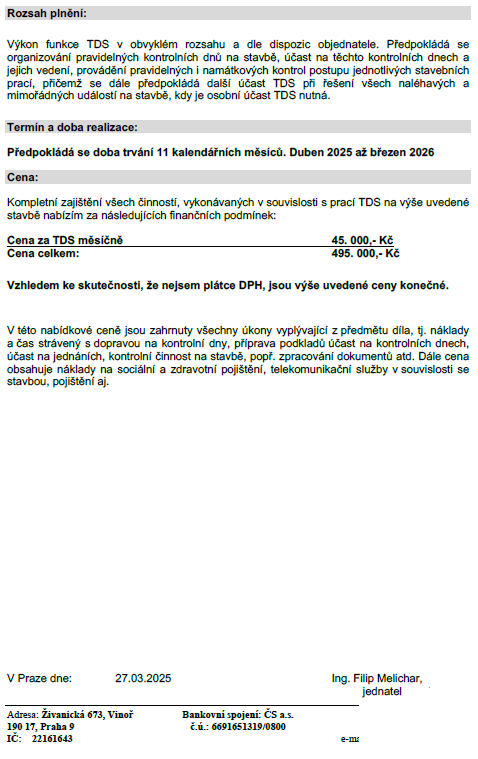 Rozsah plnění:
Výkon funkce TDS v obvyklém rozsahu a dle dispozic objednatele. Předpokládá se
organizování pravidelných kontrolních dnů na stavbě, účast na těchto kontrolních dnech a
jejich vedení, provádění pravidelných i namátkových kontrol postupu jednotlivých stavebních
prací, přičemž se dále předpokládá další účast TDS při řešení všech naléhavých a
mimořádných událostí na stavbě, kdy je osobní účast TDS nutná.
Termín a doba realizace:
Předpokládá se doba trvání 11 kalendářních měsíců. Duben 2025 až březen 2026
Cena:
Kompletní zajištění všech činností, vykonávaných v souvislosti s prací TDS na výše uvedené
stavbě nabízím za následujících finančních podmínek:
Cena za TDS měsíčně 45. 000,- Kč
Cena celkem: 495. 000,- Kč
Vzhledem ke skutečnosti, že nejsem plátce DPH, jsou výše uvedené ceny konečné.
V této nabídkové ceně jsou zahrnuty všechny úkony vyplývající z předmětu díla, tj. náklady
a čas strávený s dopravou na kontrolní dny, příprava podkladů účast na kontrolních dnech,
účast na jednáních, kontrolní činnost na stavbě, popř. zpracování dokumentů atd. Dále cena
obsahuje náklady na sociální a zdravotní pojištění, telekomunikační služby v souvislosti se
stavbou, pojištění aj.
V Praze dne: 27.03.2025 Ing. Filip Melichar,
jednatel
Adresa: Živanická 673, Vinoř Bankovní spojení: ČS a.s.
190 17, Praha 9 č.ú.: 6691651319/0800
IČ: 22161643